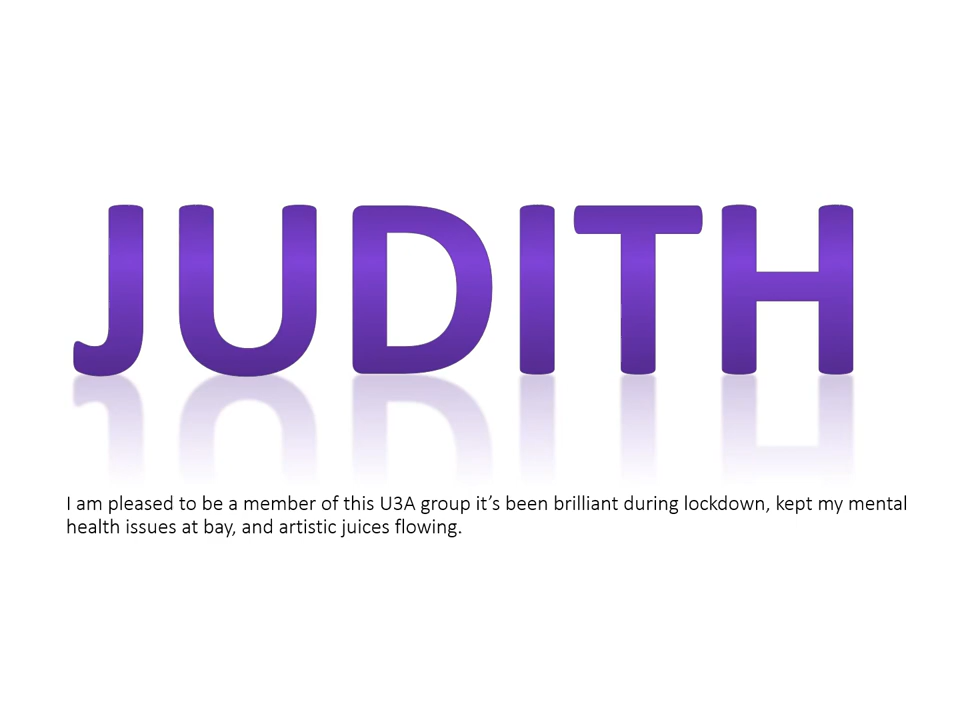 JUDITH
I am pleased to be a member of this U3A group it’s been brilliant during lockdown, kept my mental
health issues at bay, and artistic juices flowing.